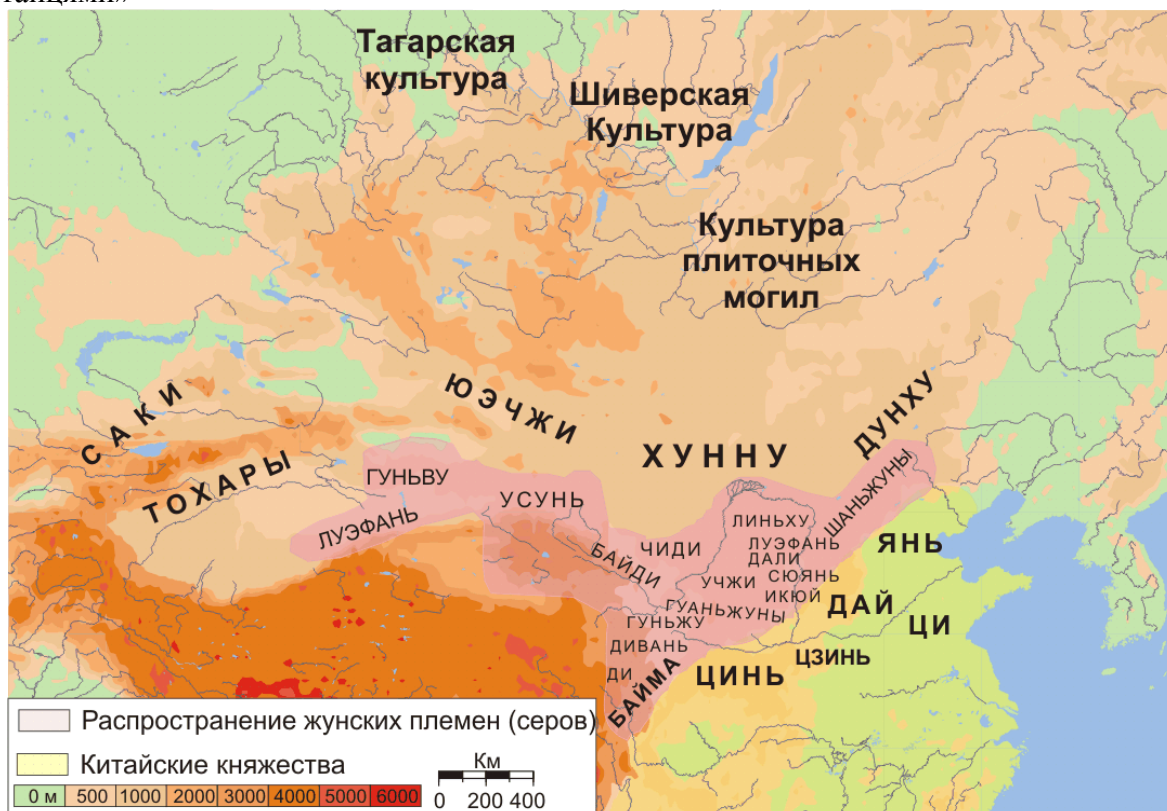 танцями»
Тагарская
культура
Шиверская
Культура
Культура
плиточных
могил
САКИ
ТОХАРЫ
ЮЭЧЖИ
ХУННУ
ДУНХУ
ГУНЬВУ
ЛУЭФАНЬ
УСУНЬ
БАЙДИ
ЧИДИ
ЛИНЬХУ
ЛУЭФАНЬ
ДАЛИ
УЧЖИ
СЮЯНЬ
ИКЮЙ
ГУАНЬЖУНЫ
ГУНЬЖУ
ДИВАНЬ
ДИ
БАЙМА
ШАНЬЖУНЫ
ЯНЬ
ДАЙ
ЦИ
ЦЗИНЬ
ЦИНЬ
Распространение жунских племен (серов)
Китайские княжества
Км
0 200 400
0 м 500 1000 2000 3000 4000 5000 6000